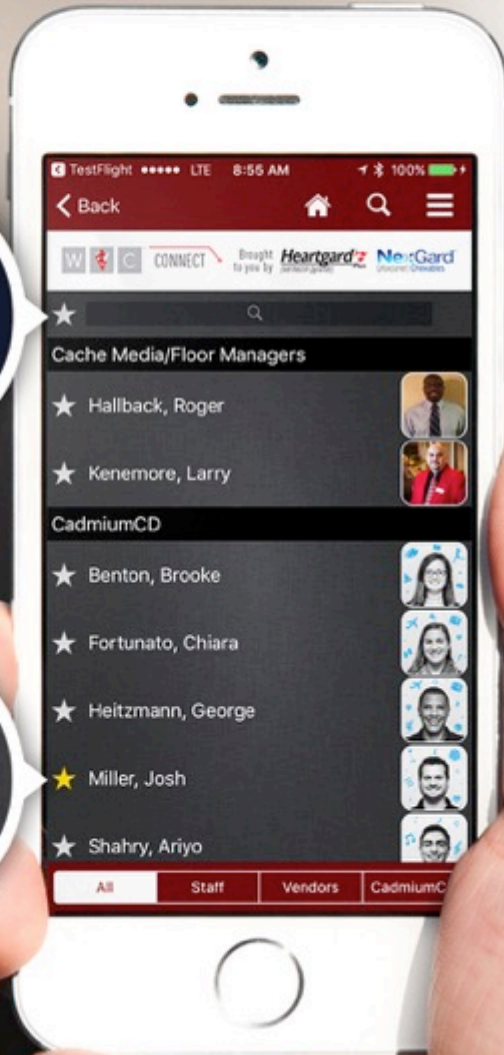 TestFlight LTE 8:56 AM 100%
Back
W C CONNECT Brought to you by Heartgard Plus NexGard
Cache Media/Floor Managers
Hallback, Roger
Kenemore, Larry
CadmiumCD
Benton, Brooke
Fortunato, Chiara
Heitzmann, George
Miller, Josh
Shahry, Ariyo
All Staff Vendors CadmiumC